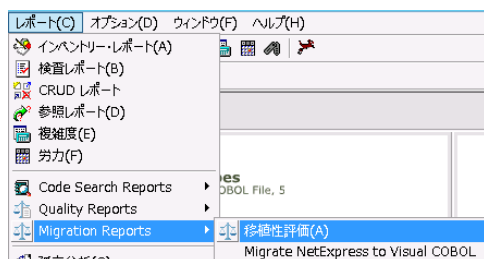 レポート(C) オプション(D) ウィンドウ(F) ヘルプ(H)
インベントリー・レポート(A)
検査レポート(B)
CRUD レポート
参照レポート(D)
複雑度(E)
労力(F)
OBOL File, 5
Code Search Reports
Quality Reports
Migration Reports
移植性評価(A)
Migrate NetExpress to Visual COBOL